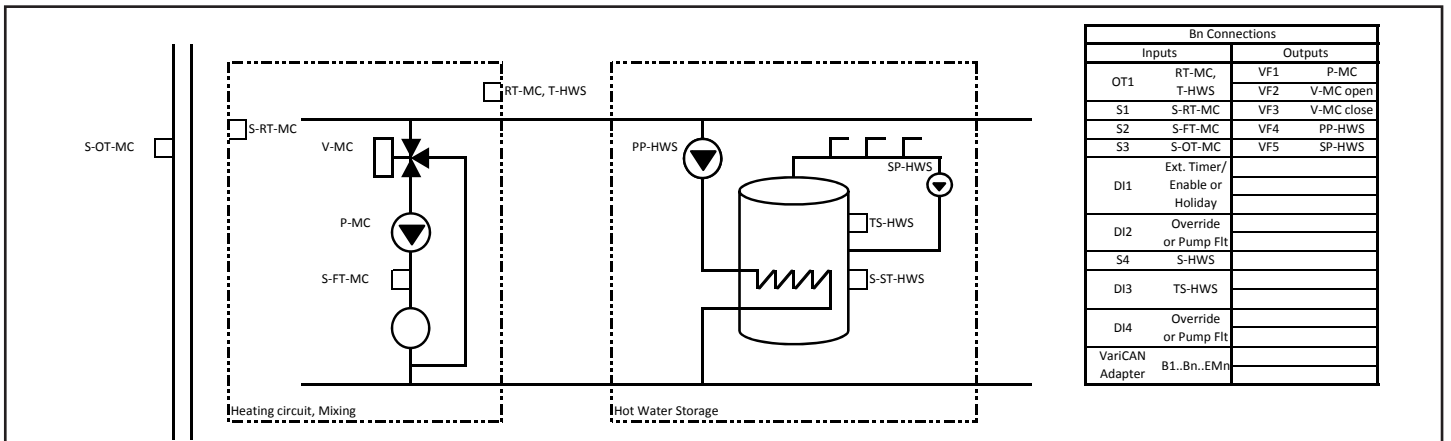 S-OT-MC
S-RT-MC
RT-MC, T-HWS
V-MC
P-MC
S-FT-MC
Heating circuit, Mixing
PP-HWS
SP-HWS
TS-HWS
S-ST-HWS
Hot Water Storage
Bn Connections
Inputs Outputs
OT1 RT-MC, T-HWS VF1 P-MC
VF2 V-MC open
S1 S-RT-MC VF3 V-MC close
S2 S-FT-MC VF4 PP-HWS
S3 S-OT-MC VF5 SP-HWS
DI1 Ext. Timer/
Enable or
Holiday
DI2 Override
or Pump Flt
S4 S-HWS
DI3 TS-HWS
DI4 Override
or Pump Flt
VariCAN
Adapter B1..Bn..EMn